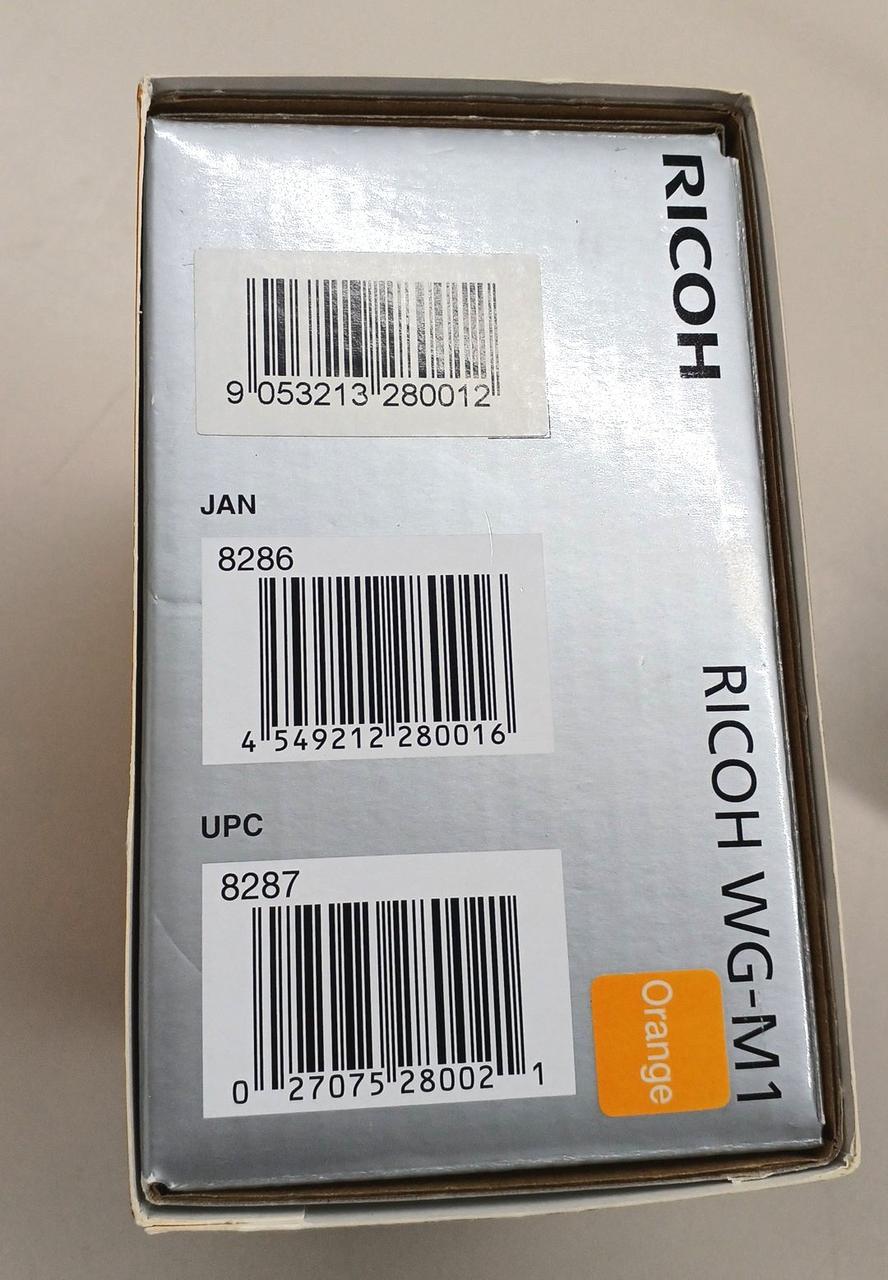 RICOH
9 053213 280012
JAN
8286
4 549212 280016
UPC
8287
0 27075 28002 1
RICOH WG-M1
Orange